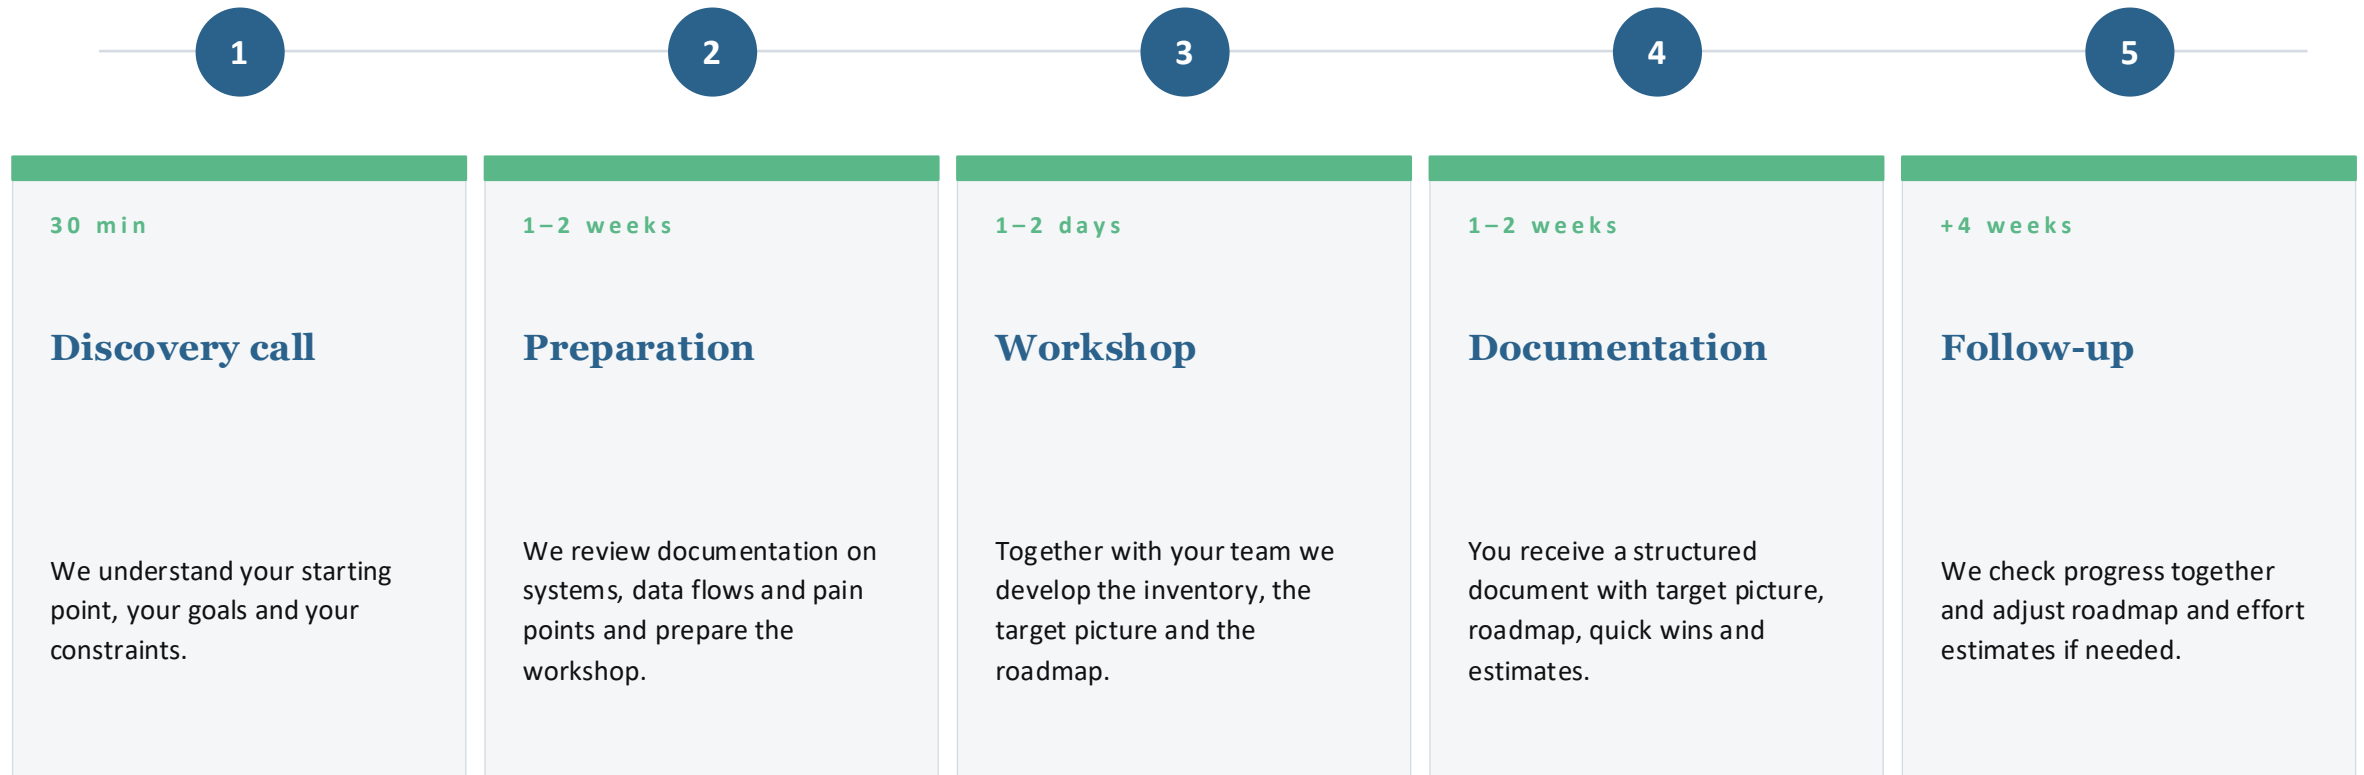 1
2
3
4
5
30 min
Discovery call
We understand your starting
point, your goals and your
constraints.
1–2 weeks
Preparation
We review documentation on
systems, data flows and pain
points and prepare the
workshop.
1–2 days
Workshop
Together with your team we
develop the inventory, the
target picture and the
roadmap.
1–2 weeks
Documentation
You receive a structured
document with target picture,
roadmap, quick wins and
estimates.
+4 weeks
Follow-up
We check progress together
and adjust roadmap and effort
estimates if needed.